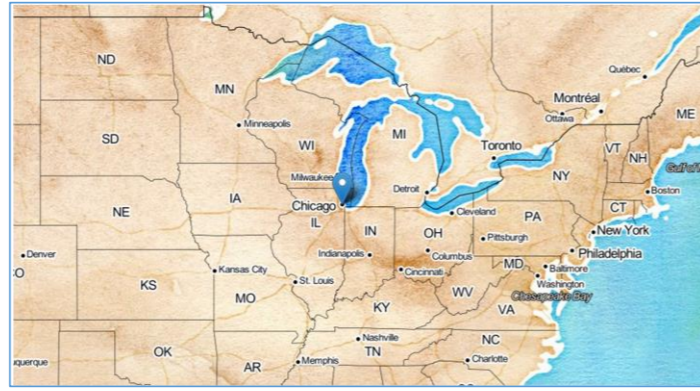 ND
MN
Québec
Montréal
Ottawa
ME
Minneapolis
SD
WI
MI
Toronto
VT
NH
Milwaukee
NY
Boston
Detroit
IA
Chicago
CT
NE
IL
Cleveland
PA
IN
OH
New York
Pittsburgh
Denver
Indianapolis
Columbus
Philadelphia
MD
Baltimore
Kansas City
Cincinnati
Washington
KS
St. Louis
WV
Chesapeake Bay
MO
KY
VA
Nashville
NC
OK
TN
Memphis
Charlotte
AR